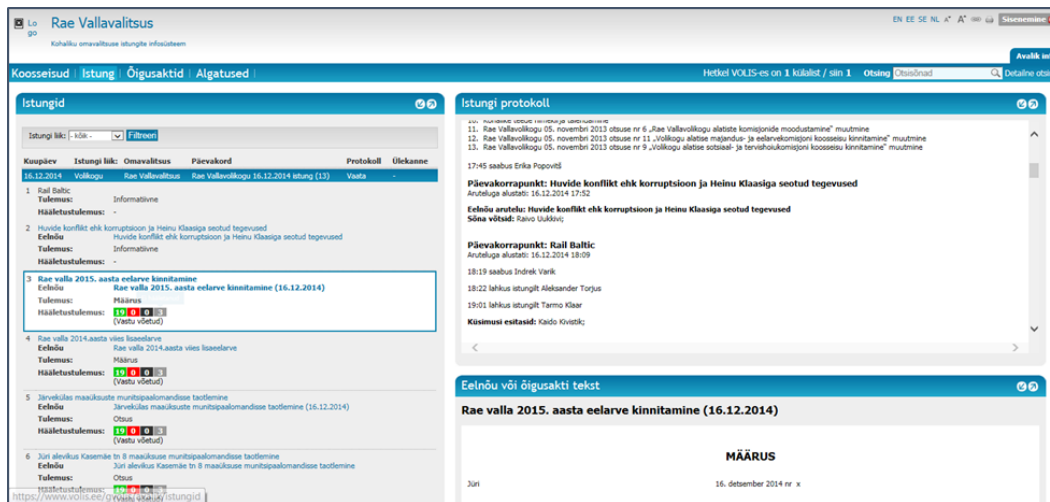 Lo
go
Rae Vallavalitsus
Kohaliku omavalitsuse istungite infosüsteem
EN EE SE NL A⁺ A⁺
Sisenemine
Avalik in
Koosseisud | Istung | Õigusaktid | Algatused |
Hetkel VOLIS-es on 1 külalist / siin 1 Otsing Otsisõnad Detailne otsi
Istungid
Istungi liik: - kõik - Filtreeri
Kuupäev Istungi liik: Omavalitsus Päevakord Protokoll Ülekanne
16.12.2014 Volikogu Rae Vallavalitsus Rae Vallavolikogu 16.12.2014 istung (13) Vaata -
1 Rail Baltic
Tulemus: Informatiivne
Hääletustulemus: -
2 Huvide konflikt ehk korruptsioon ja Heinu Klaasiga seotud tegevused
Eelnõu Huvide konflikt ehk korruptsioon ja Heinu Klaasiga seotud tegevused
Tulemus: Informatiivne
Hääletustulemus: -
3 Rae valla 2015. aasta eelarve kinnitamine
Eelnõu Rae valla 2015. aasta eelarve kinnitamine (16.12.2014)
Tulemus: Määrus
Hääletustulemus: 19 0 0 3
(Vastu võetud)
4 Rae valla 2014.aasta viies lisaeelarve
Eelnõu Rae valla 2014.aasta viies lisaeelarve
Tulemus: Määrus
Hääletustulemus: 19 0 0 3
(Vastu võetud)
5 Järvekülas maaüksuste munitsipaalomandisse taotlemine
Eelnõu Järvekülas maaüksuste munitsipaalomandisse taotlemine (16.12.2014)
Tulemus: Otsus
Hääletustulemus: 19 0 0 3
(Vastu võetud)
6 Jüri alevikus Kasemäe tn 8 maaüksuse munitsipaalomandisse taotlemine
Eelnõu Jüri alevikus Kasemäe tn 8 maaüksuse munitsipaalomandisse taotlemine
Tulemus: Otsus
Hääletustulemus: 19 0 0 3
(Vastu võetud)
Istungi protokoll
11. Rae Vallavolikogu 05. novembri 2013 otsuse nr 6 „Rae Vallavolikogu alatiste komisjonide moodustamine" muutmine
12. Rae Vallavolikogu 05. novembri 2013 otsuse nr 11 „Volikogu alatise majandus- ja eelarvekomisjoni koosseisu kinnitamine" muutmine
13. Rae Vallavolikogu 05. novembri 2013 otsuse nr 9 „Volikogu alatise sotsiaal- ja tervishoiukomisjoni koosseisu kinnitamine" muutmine
17:45 saabus Erika Popovitš
Päevakorrapunkt: Huvide konflikt ehk korruptsioon ja Heinu Klaasiga seotud tegevused
Aruteluga alustati: 16.12.2014 17:52
Eelnõu arutelu: Huvide konflikt ehk korruptsioon ja Heinu Klaasiga seotud tegevused
Sõna võtsid: Raivo Uukkivi;
Päevakorrapunkt: Rail Baltic
Aruteluga alustati: 16.12.2014 18:09
18:19 saabus Indrek Varik
18:22 lahkus istungilt Aleksander Torjus
19:01 lahkus istungilt Tarmo Klaar
Küsimusi esitasid: Kaido Kivistik;
Eelnõu või õigusakti tekst
Rae valla 2015. aasta eelarve kinnitamine (16.12.2014)
MÄÄRUS
Jüri 16. detsember 2014 nr x